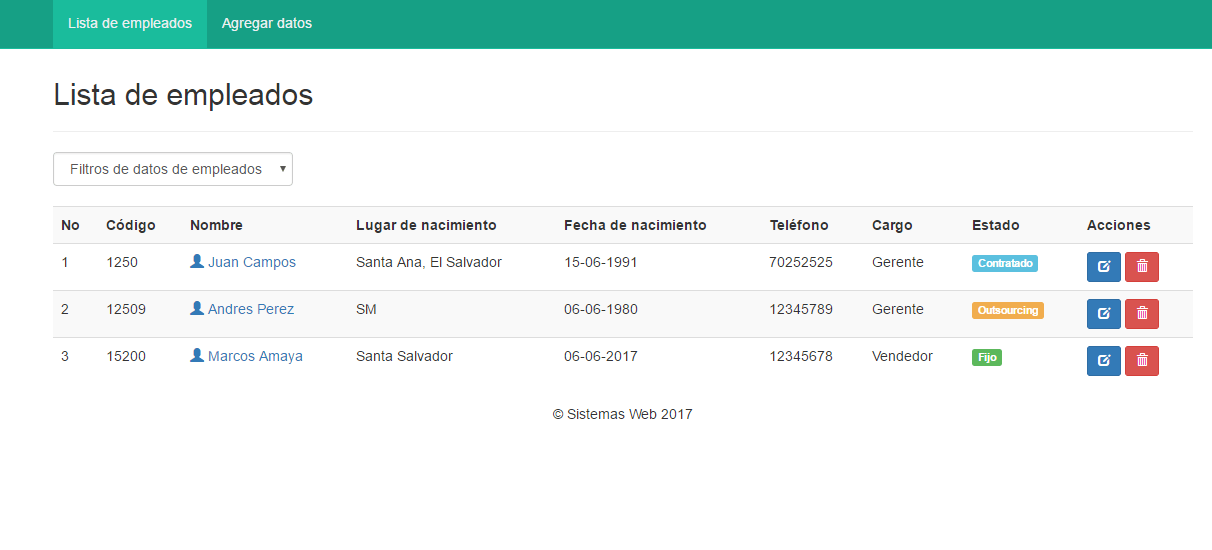 Lista de empleados Agregar datos
Lista de empleados
Filtros de datos de empleados
No Código Nombre Lugar de nacimiento Fecha de nacimiento Teléfono Cargo Estado Acciones
1 1250 Juan Campos Santa Ana, El Salvador 15-06-1991 70252525 Gerente Contratado
2 12509 Andres Perez SM 06-06-1980 12345789 Gerente Outsourcing
3 15200 Marcos Amaya Santa Salvador 06-06-2017 12345678 Vendedor Fijo
© Sistemas Web 2017